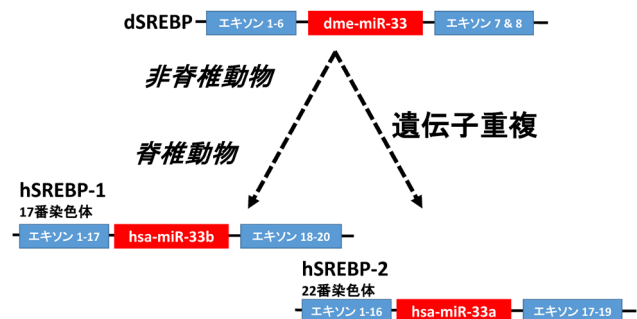 dSREBP エキソン 1-6 dme-miR-33 エキソン 7 & 8
非脊椎動物
遺伝子重複
脊椎動物
hSREBP-1
17番染色体
エキソン 1-17 hsa-miR-33b エキソン 18-20
hSREBP-2
22番染色体
エキソン 1-16 hsa-miR-33a エキソン 17-19